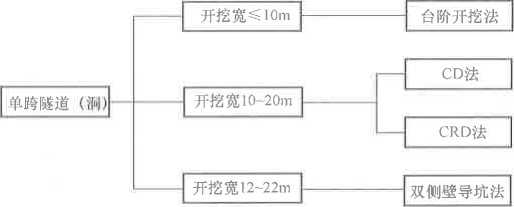 开挖宽≤10m
台阶开挖法
CD法
单跨隧道(洞)
开挖宽10~20m
CRD法
开挖宽12~22m
双侧壁导坑法